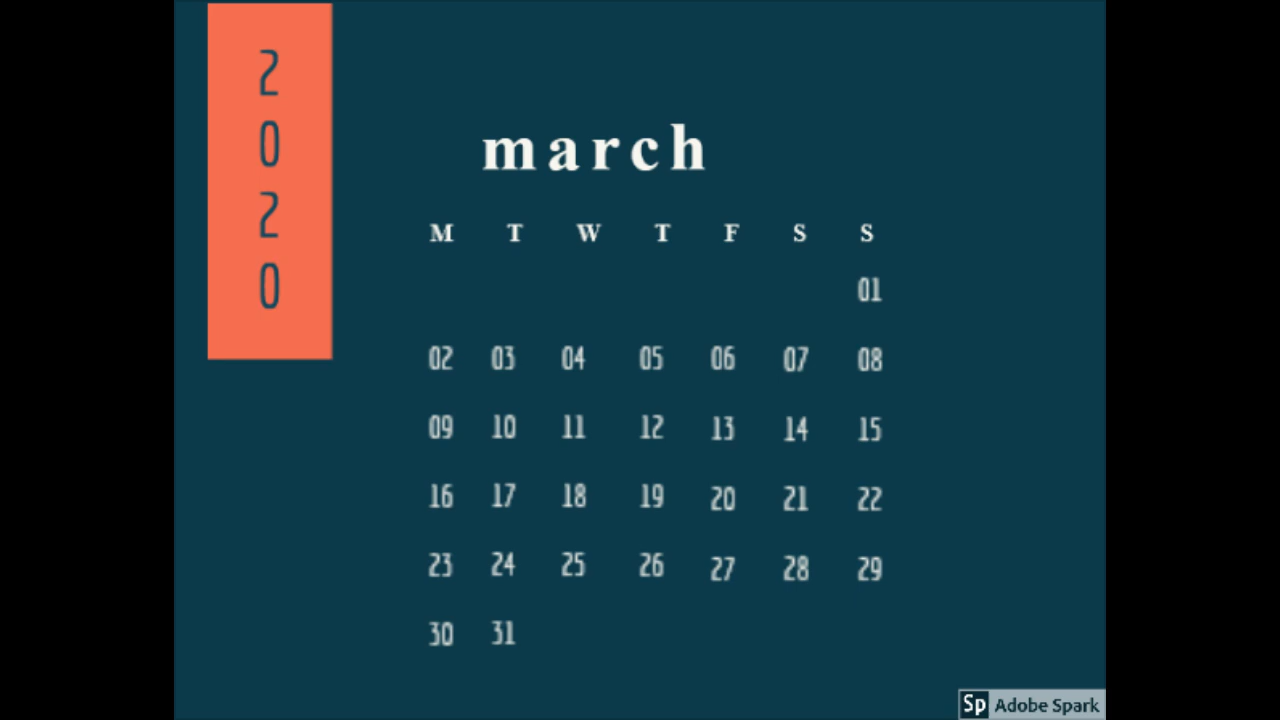 2
0
2
0
march
M T W T F S S
01
02 03 04 05 06 07 08
09 10 11 12 13 14 15
16 17 18 19 20 21 22
23 24 25 26 27 28 29
30 31
Sp Adobe Spark